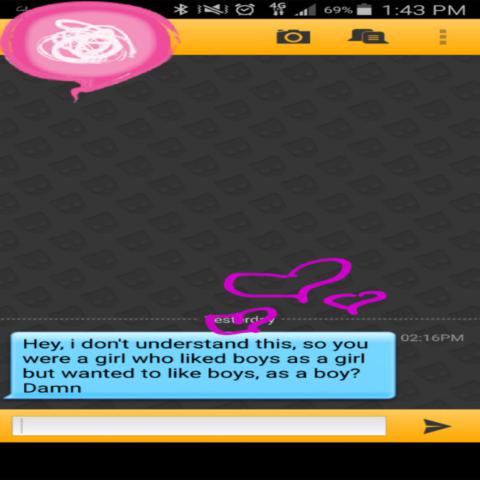 4G
69%
1:43 PM
Yesterday
Hey, i don't understand this, so you
were a girl who liked boys as a girl
but wanted to like boys, as a boy?
Damn
02:16PM